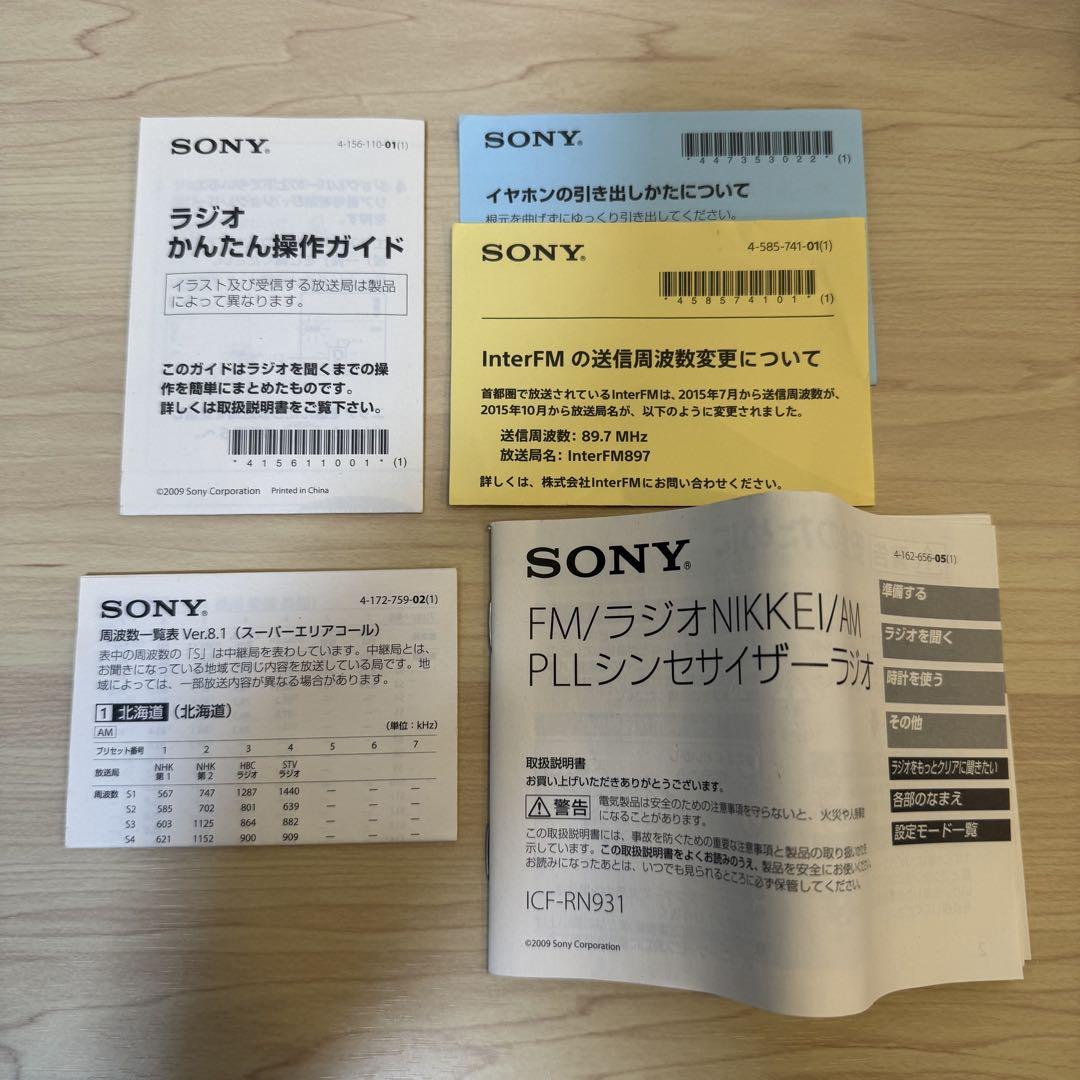 SONY®
4-156-110-01(1)
ラジオ
かんたん操作ガイド
イラスト及び受信する放送局は製品
によって異なります。
このガイドはラジオを聞くまでの操
作を簡単にまとめたものです。
詳しくは取扱説明書をご覧下さい。
*415611001* (1)
©2009 Sony Corporation Printed in China
SONY®
*447353022* (1)
イヤホンの引き出しかたについて
根元を曲げずにゆっくり引き出してください。
SONY®
4-585-741-01(1)
*458574101* (1)
InterFM の送信周波数変更について
首都圏で放送されているInterFMは、2015年7月から送信周波数が、
2015年10月から放送局名が、以下のように変更されました。
送信周波数: 89.7 MHz
放送局名: InterFM897
詳しくは、株式会社InterFMにお問い合わせください。
SONY®
4-172-759-02(1)
周波数一覧表 Ver.8.1（スーパーエリアコール）
表中の周波数の「S」は中継局を表わしています。中継局とは、
お聞きになっている地域で同じ内容を放送している局です。地
域によっては、一部放送内容が異なる場合があります。
1 北海道（北海道）
AM
(単位：kHz)
プリセット番号 1 2 3 4 5 6 7
放送局 NHK第1 NHK第2 HBCラジオ STVラジオ — — —
周波数 S1 567 747 1287 1440 — — —
S2 585 702 801 639 — — —
S3 603 1125 864 882 — — —
S4 621 1152 900 909 — — —
SONY®
4-162-656-05(1)
FM/ラジオNIKKEI/AM
PLLシンセサイザーラジオ
準備する
ラジオを聞く
時計を使う
その他
ラジオをもっとクリアに聞きたい
各部のなまえ
設定モード一覧
取扱説明書
お買い上げいただきありがとうございます。
警告
電気製品は安全のための注意事項を守らないと、火災や人身事故
になることがあります。
この取扱説明書には、事故を防ぐための重要な注意事項と製品の取り扱いかたを
示しています。この取扱説明書をよくお読みのうえ、製品を安全にお使いください。
お読みになったあとは、いつでも見られるところに必ず保管してください。
ICF-RN931
©2009 Sony Corporation
2